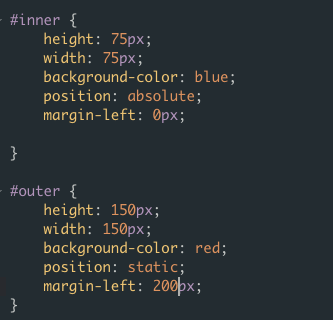 #inner {
    height: 75px;
    width: 75px;
    background-color: blue;
    position: absolute;
    margin-left: 0px;

}

#outer {
    height: 150px;
    width: 150px;
    background-color: red;
    position: static;
    margin-left: 200px;
}